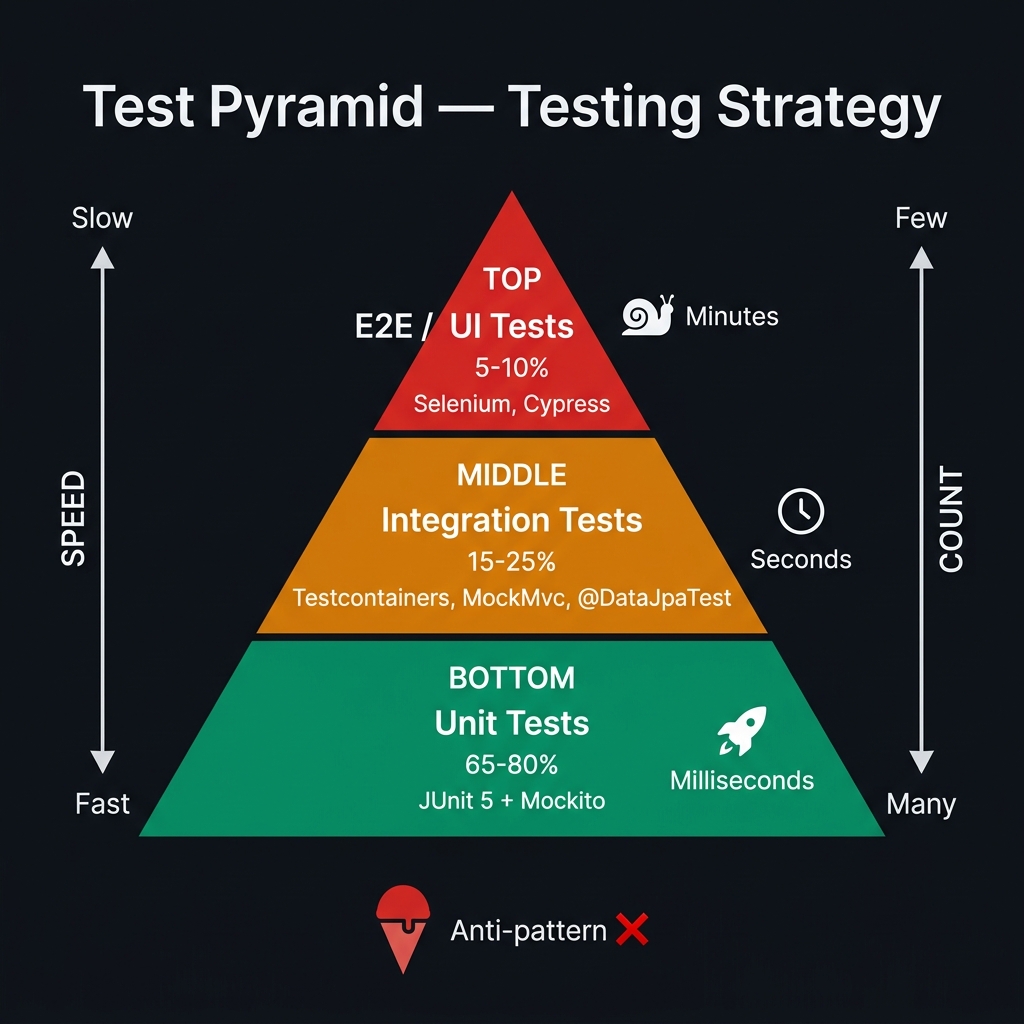 Test Pyramid — Testing Strategy
Slow
Few
TOP
E2E / UI Tests
Minutes
5-10%
Selenium, Cypress
SPEED
COUNT
MIDDLE
Integration Tests
15-25%
Testcontainers, MockMvc, @DataJpaTest
Seconds
BOTTOM
Unit Tests
65-80%
JUnit 5 + Mockito
Milliseconds
Fast
Many
Anti-pattern ❌